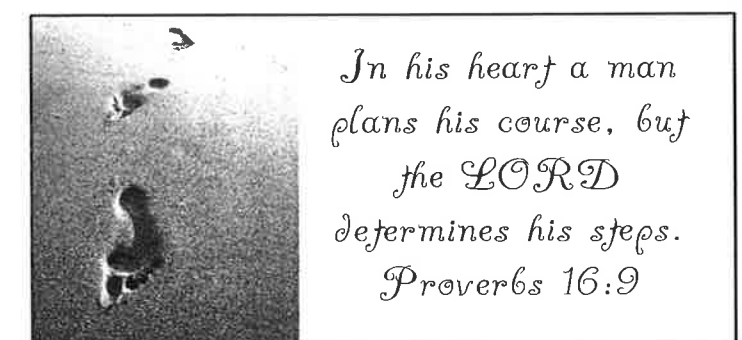 In his heart a man
plans his course, but
the LORD
determines his steps.
Proverbs 16:9